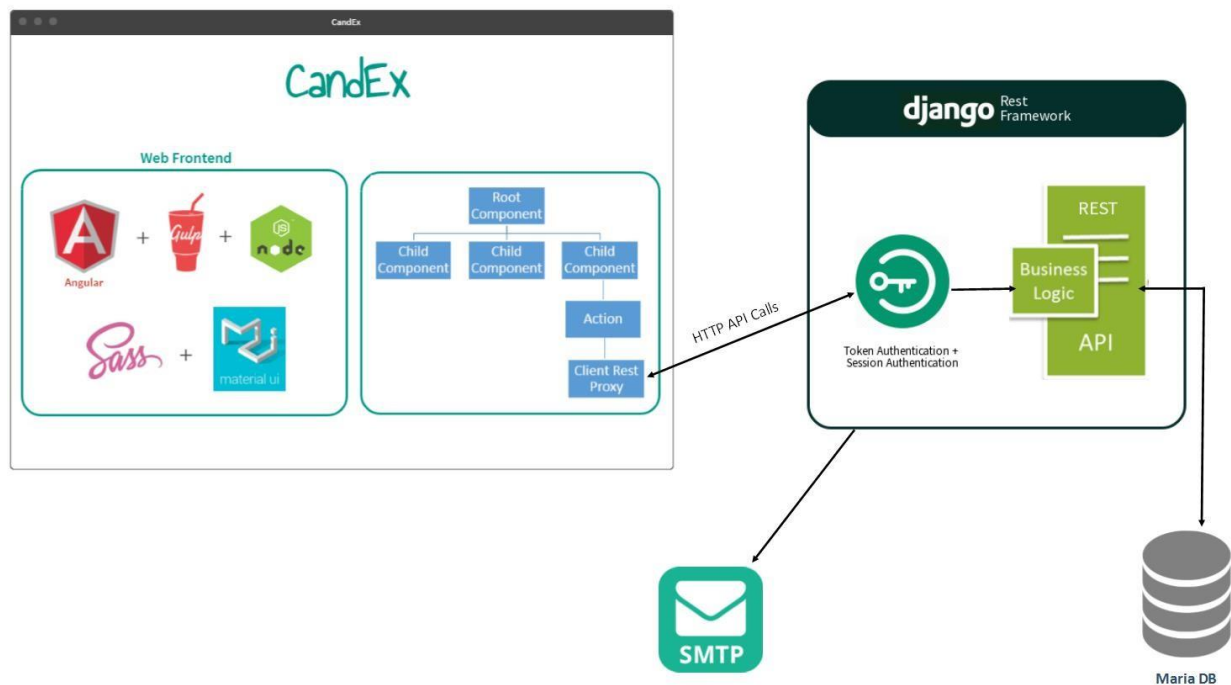 CandEx
CandEx
Web Frontend
Angular
Gulp
JS
node
Sass
material ui
Root
Component
Child
Component
Child
Component
Child
Component
Action
Client Rest
Proxy
HTTP API Calls
django Rest
Framework
Token Authentication +
Session Authentication
REST
Business
Logic
API
SMTP
Maria DB